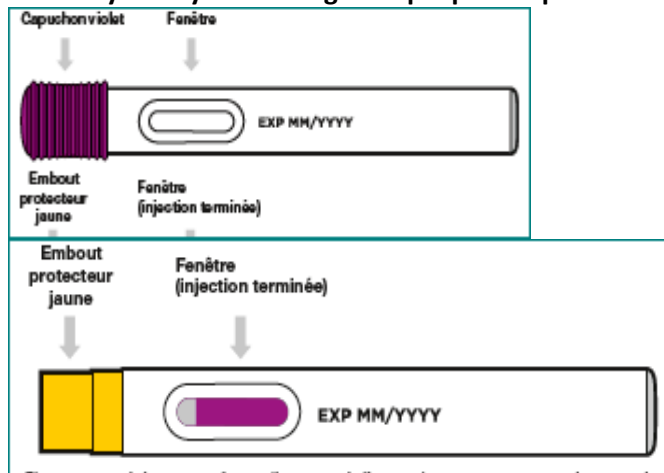 Capuchon violet
Fenêtre
EXP MM/YYYY
Embout
protecteur
jaune
Fenêtre
(injection terminée)
Embout
protecteur
jaune
Fenêtre
(injection terminée)
EXP MM/YYYY